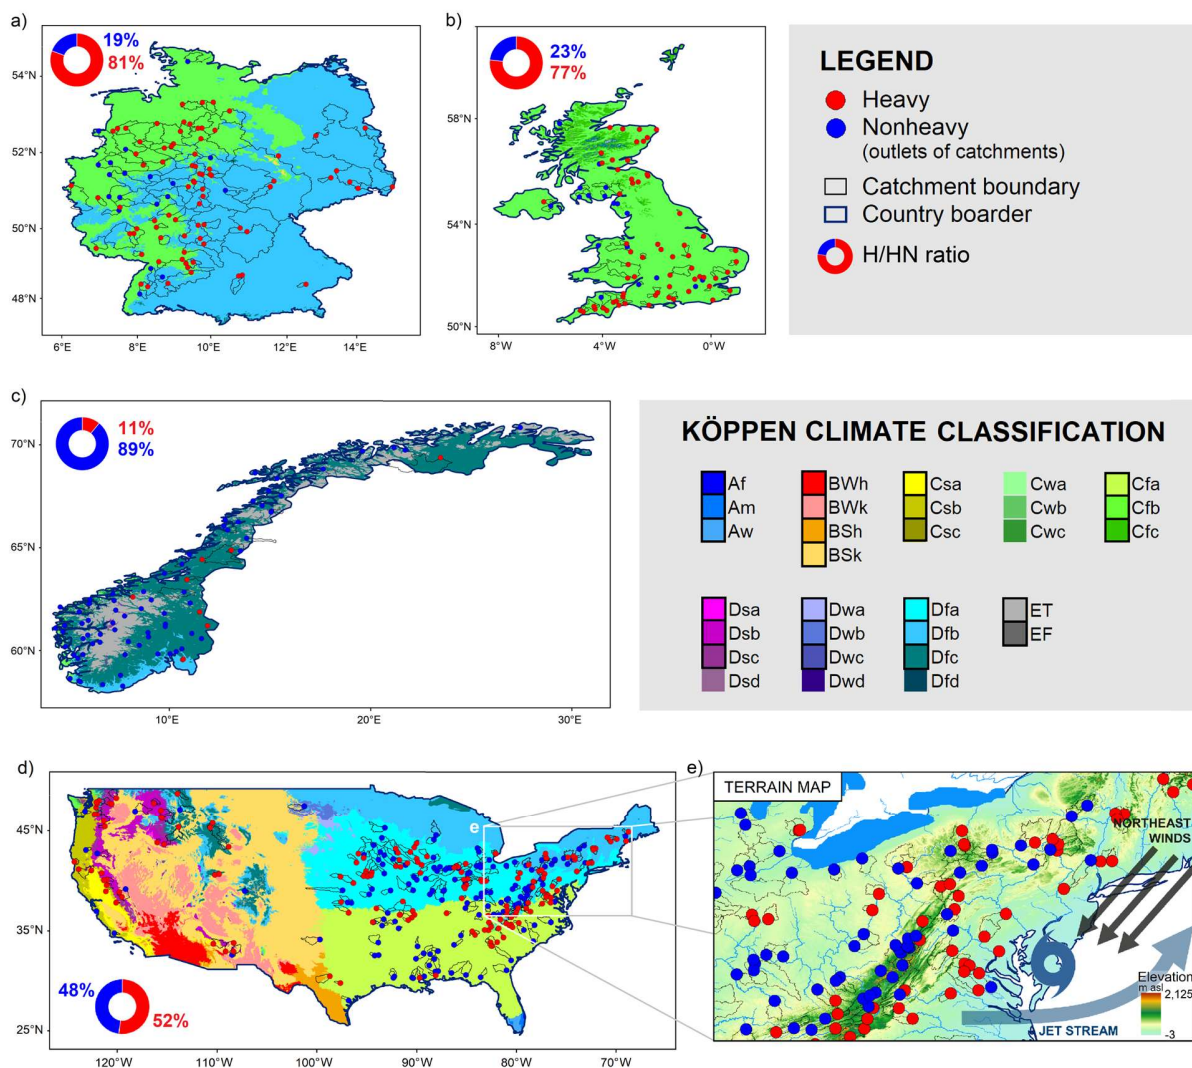 a)
19%
81%
54°N
52°N
50°N
48°N
6°E
8°E
10°E
12°E
14°E
b)
23%
77%
58°N
54°N
50°N
8°W
4°W
0°W
LEGEND
Heavy
Nonheavy
(outlets of catchments)
Catchment boundary
Country boarder
H/HN ratio
c)
11%
89%
70°N
65°N
60°N
10°E
20°E
30°E
KÖPPEN CLIMATE CLASSIFICATION
Af
Am
Aw
BWh
BWk
BSh
BSk
Csa
Csb
Csc
Cwa
Cwb
Cwc
Cfa
Cfb
Cfc
Dsa
Dsb
Dsc
Dsd
Dwa
Dwb
Dwc
Dwd
Dfa
Dfb
Dfc
Dfd
ET
EF
d)
45°N
35°N
25°N
e
48%
52%
120°W
110°W
100°W
90°W
80°W
70°W
e)
TERRAIN MAP
NORTHEAST
WINDS
Elevation
m asl
2,125
-3
JET STREAM